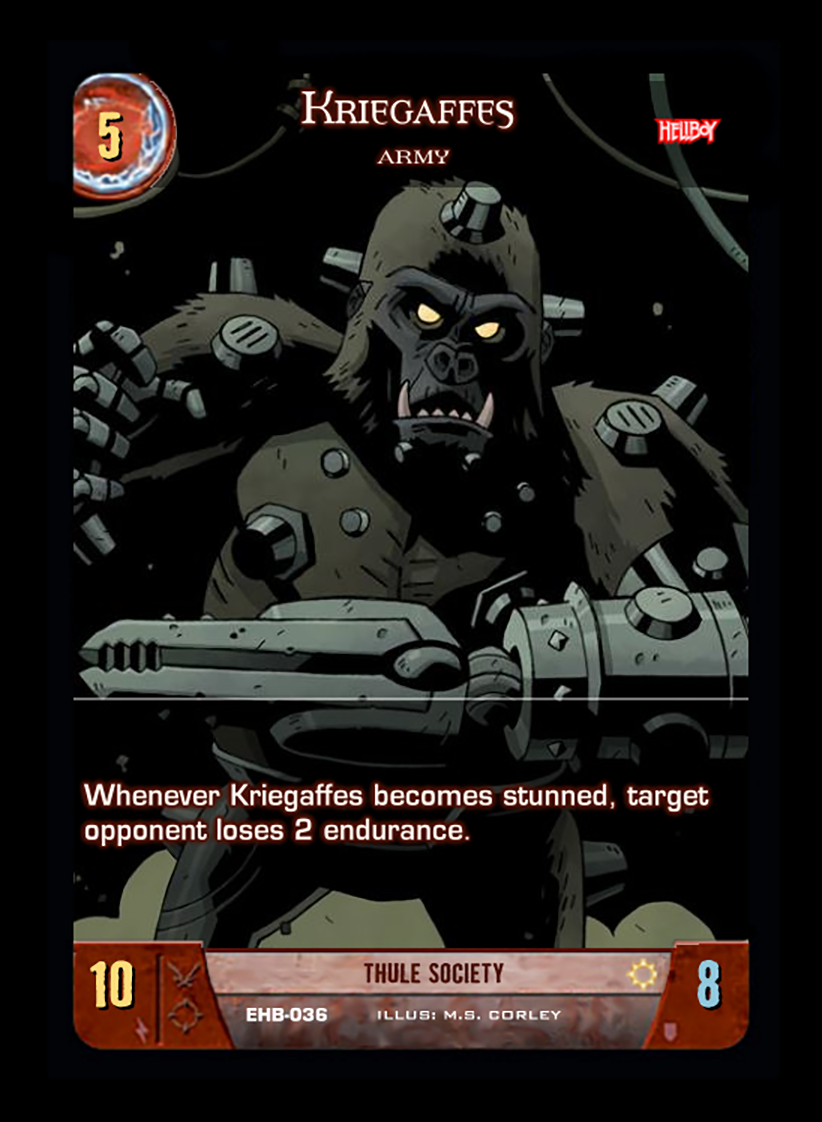 5
KRIEGAFFES
HELLBOY
ARMY
Whenever Kriegaffes becomes stunned, target
opponent loses 2 endurance.
10
THULE SOCIETY
8
EHB-036 ILLUS: M.S. CORLEY